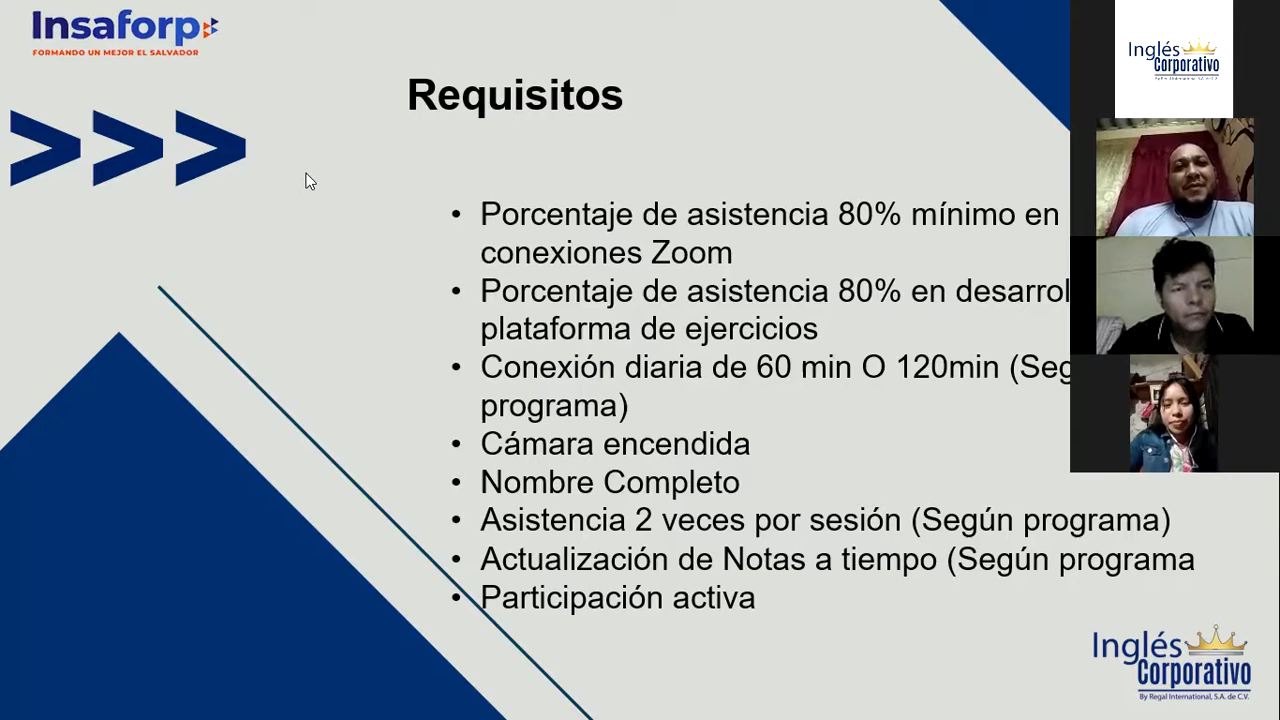 Insaforp
FORMANDO UN MEJOR EL SALVADOR
Requisitos
>>>
• Porcentaje de asistencia 80% mínimo en
conexiones Zoom
• Porcentaje de asistencia 80% en desarrol
plataforma de ejercicios
• Conexión diaria de 60 min O 120min (Seg
programa)
• Cámara encendida
• Nombre Completo
• Asistencia 2 veces por sesión (Según programa)
• Actualización de Notas a tiempo (Según programa
• Participación activa
Inglés
Corporativo
Inglés
Corporativo
By Regal International, S.A. de C.V.